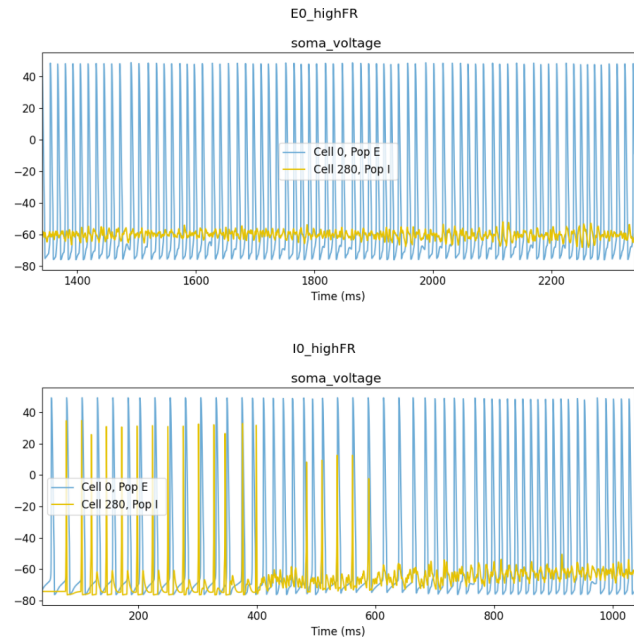 E0_highFR
soma_voltage
40
20
0
−20
−40
−60
−80
Cell 0, Pop E
Cell 280, Pop I
1400 1600 1800 2000 2200
Time (ms)
I0_highFR
soma_voltage
40
20
0
−20
−40
−60
−80
Cell 0, Pop E
Cell 280, Pop I
200 400 600 800 1000
Time (ms)